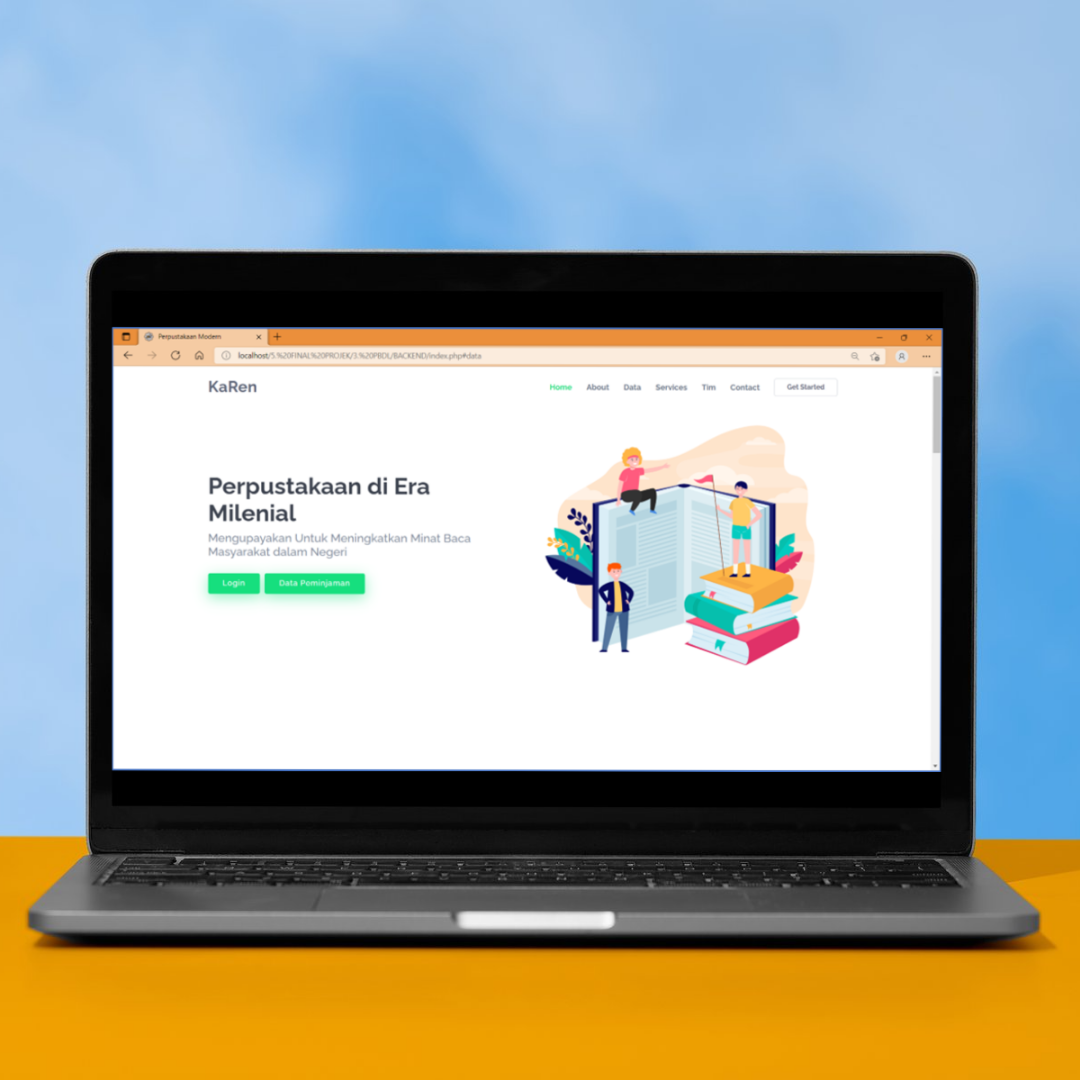 Perpustakaan Modern
localhost/5.%20FINAL%20PROJEK/3.%20PBDL/BACKEND/index.php#data
KaRen
Home About Data Services Tim Contact Get Started
Perpustakaan di Era
Milenial
Mengupayakan Untuk Meningkatkan Minat Baca
Masyarakat dalam Negeri
Login Data Peminjaman